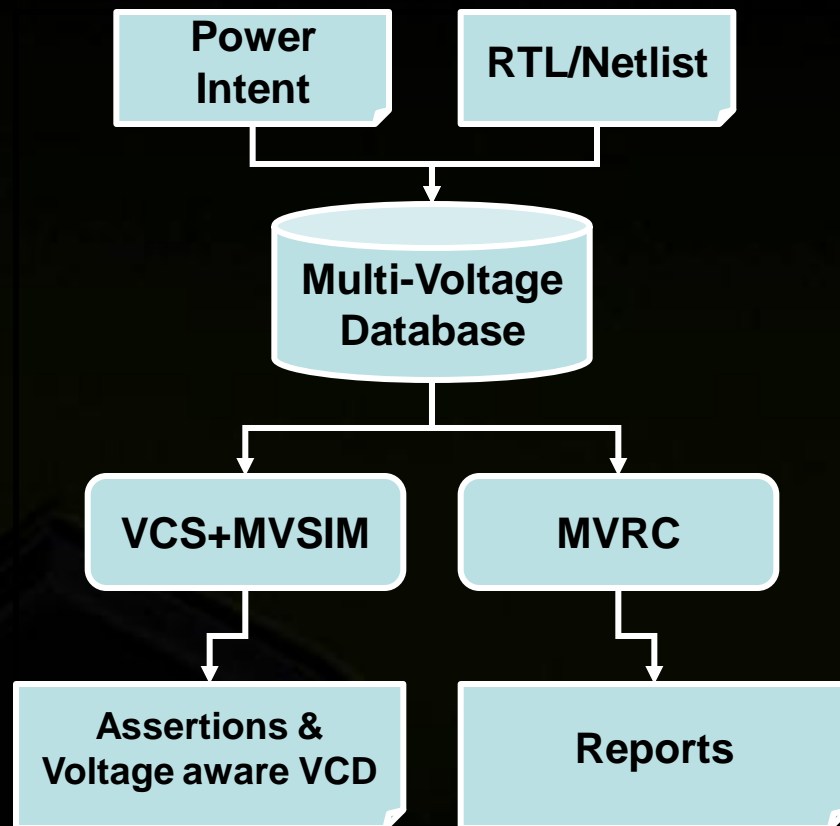 Power
Intent
RTL/Netlist
Multi-Voltage
Database
VCS+MVSIM
MVRC
Assertions &
Voltage aware VCD
Reports